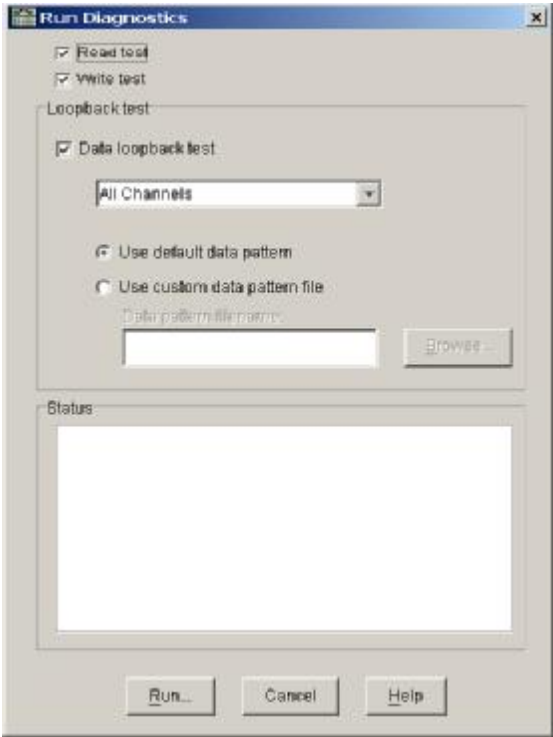 Run Diagnostics
Read test
Write test
Loopback test
Data loopback test
All Channels
Use default data pattern
Use custom data pattern file
Data pattern file name:
Browse...
Status
Run...
Cancel
Help